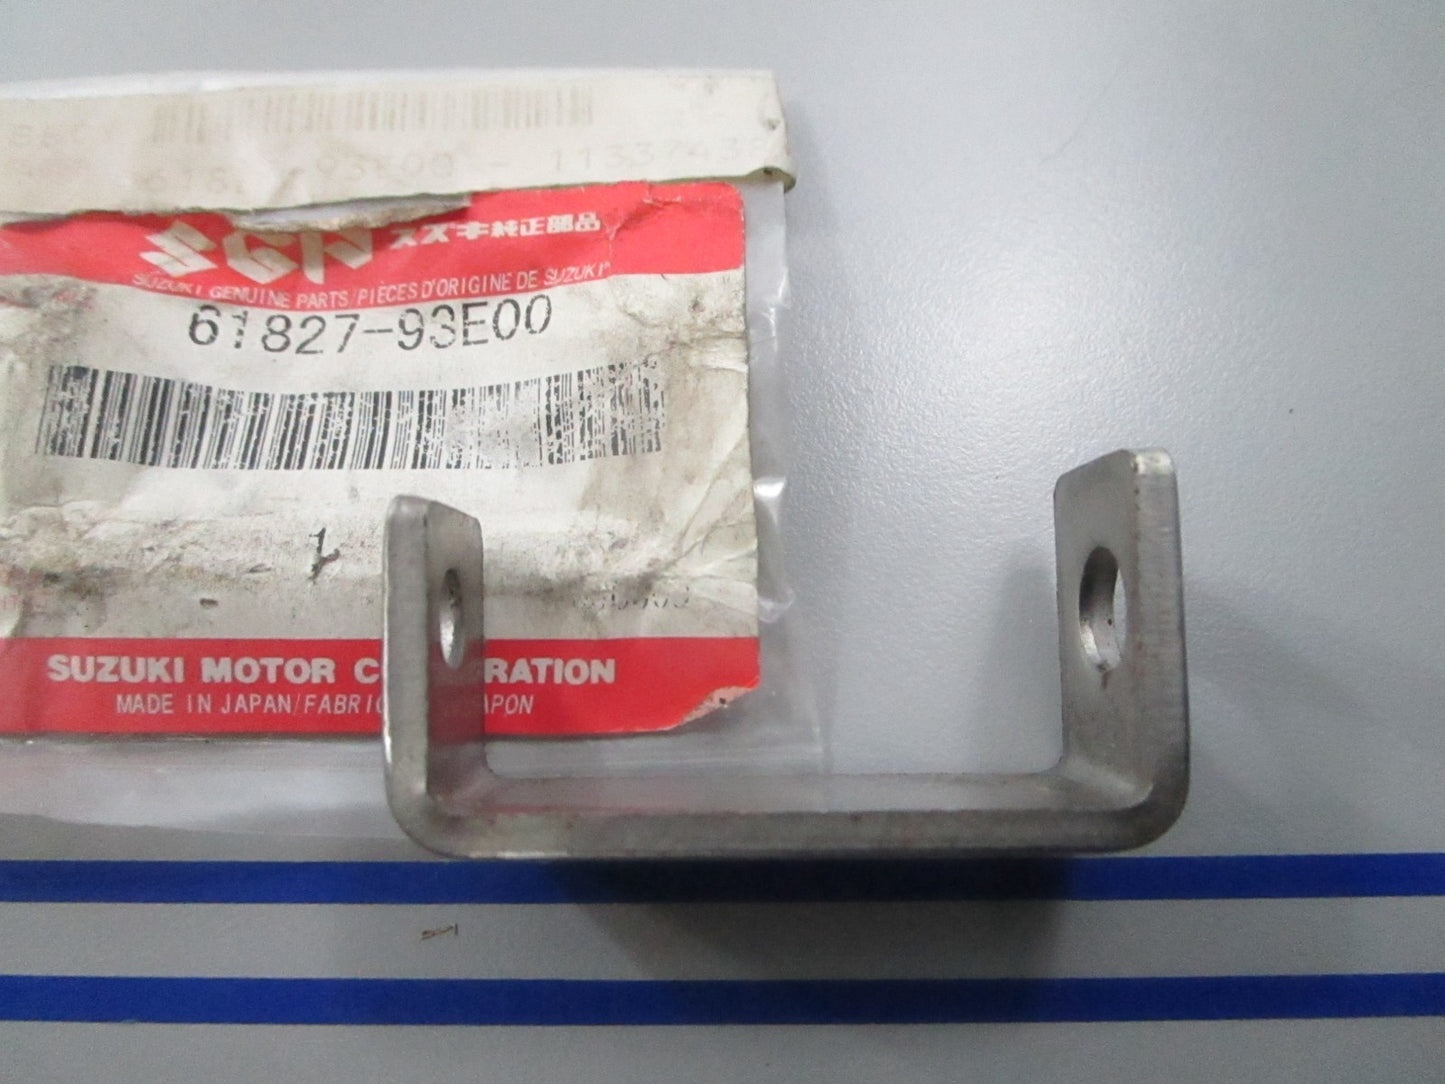 スズキ純正部品
SUZUKI GENUINE PARTS/PIÈCES D'ORIGINE DE SUZUKI
61827-93E00
1
SUZUKI MOTOR C RATION
MADE IN JAPAN/FABRIC APON